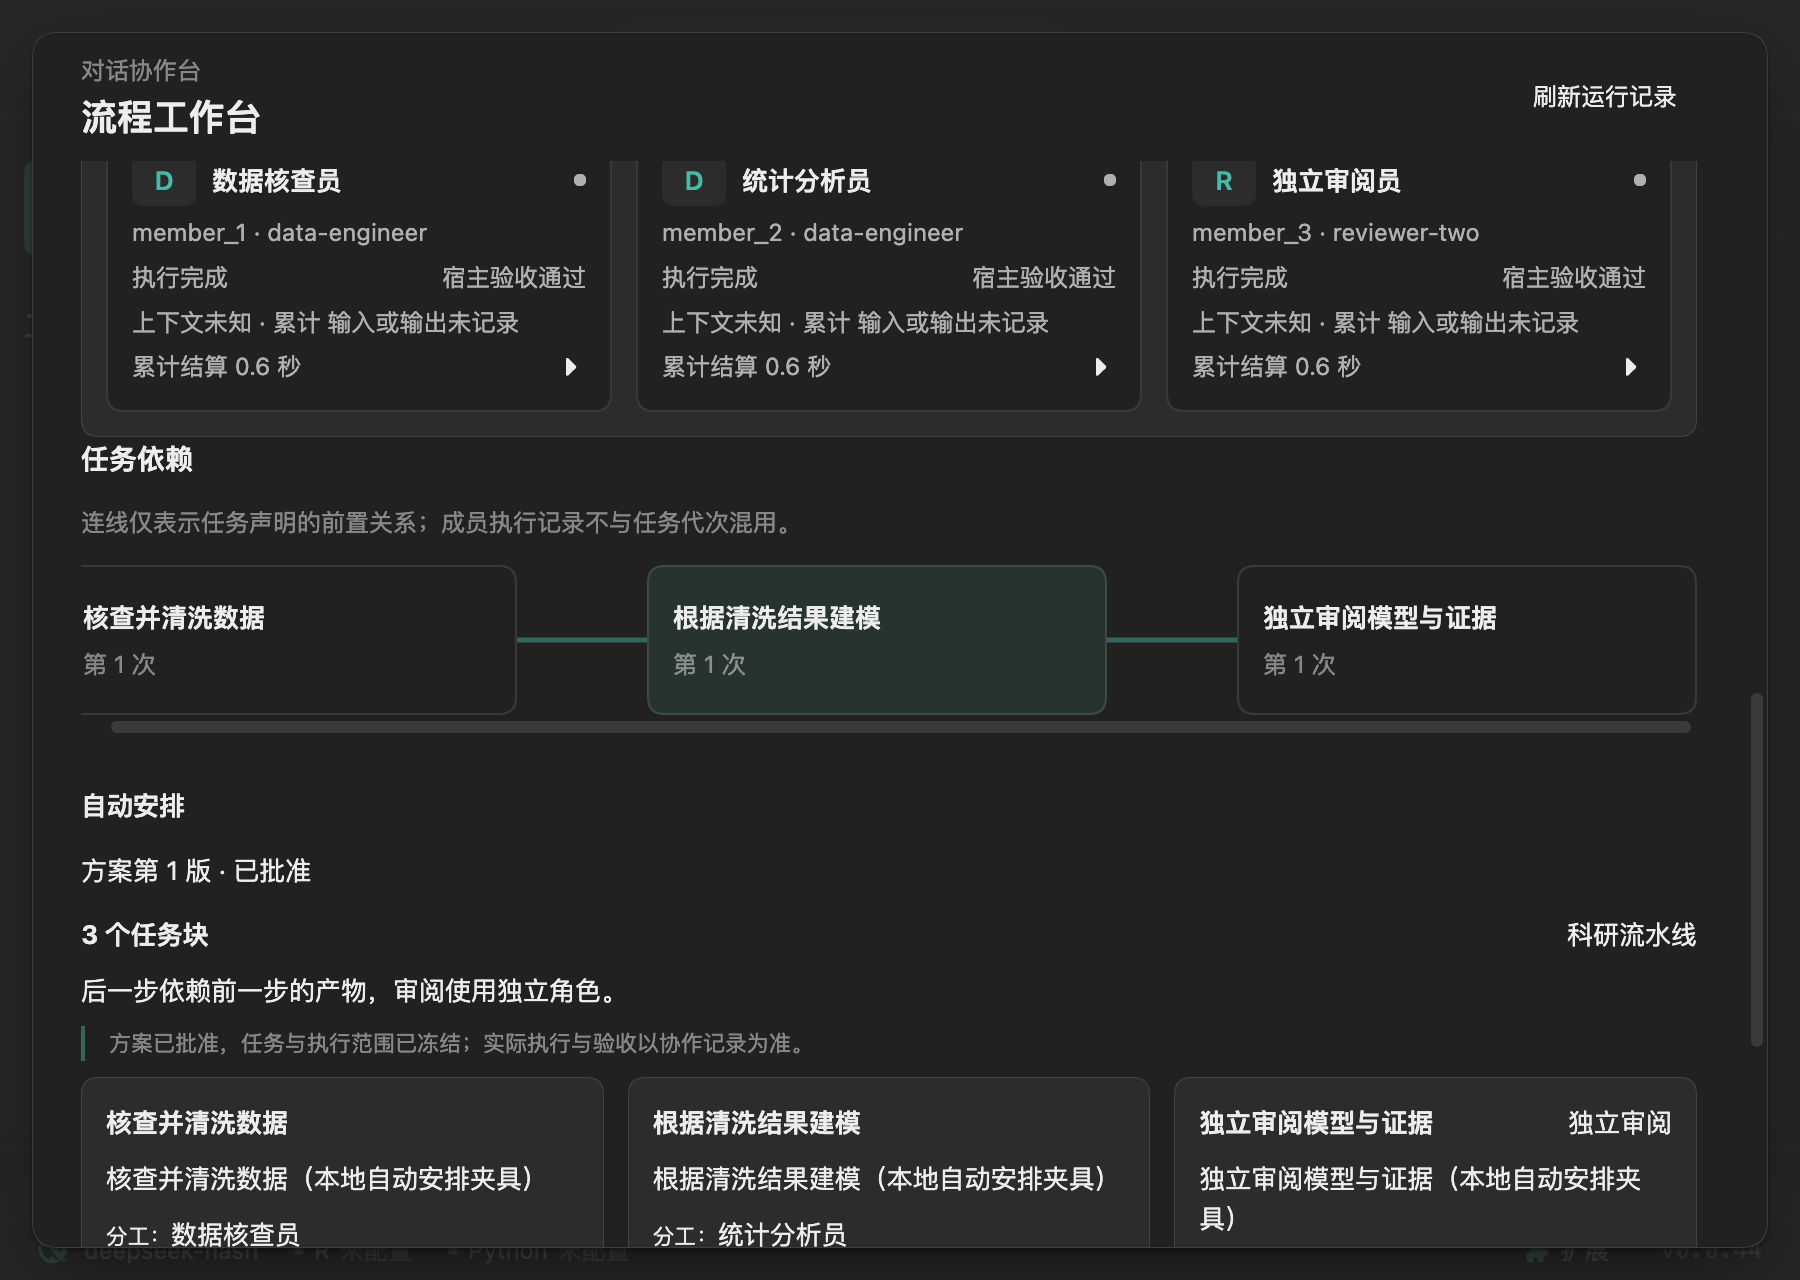 对话协作台
流程工作台
刷新运行记录
D 数据核查员
member_1 · data-engineer
执行完成 宿主验收通过
上下文未知 · 累计 输入或输出未记录
累计结算 0.6 秒
D 统计分析员
member_2 · data-engineer
执行完成 宿主验收通过
上下文未知 · 累计 输入或输出未记录
累计结算 0.6 秒
R 独立审阅员
member_3 · reviewer-two
执行完成 宿主验收通过
上下文未知 · 累计 输入或输出未记录
累计结算 0.6 秒
任务依赖
连线仅表示任务声明的前置关系；成员执行记录不与任务代次混用。
核查并清洗数据
第 1 次
根据清洗结果建模
第 1 次
独立审阅模型与证据
第 1 次
自动安排
方案第 1 版 · 已批准
3 个任务块 科研流水线
后一步依赖前一步的产物，审阅使用独立角色。
方案已批准，任务与执行范围已冻结；实际执行与验收以协作记录为准。
核查并清洗数据
核查并清洗数据（本地自动安排夹具）
分工：数据核查员
根据清洗结果建模
根据清洗结果建模（本地自动安排夹具）
分工：统计分析员
独立审阅模型与证据 独立审阅
独立审阅模型与证据（本地自动安排夹
具）
R 未配置
Python 未配置
扩展
v0.0.44